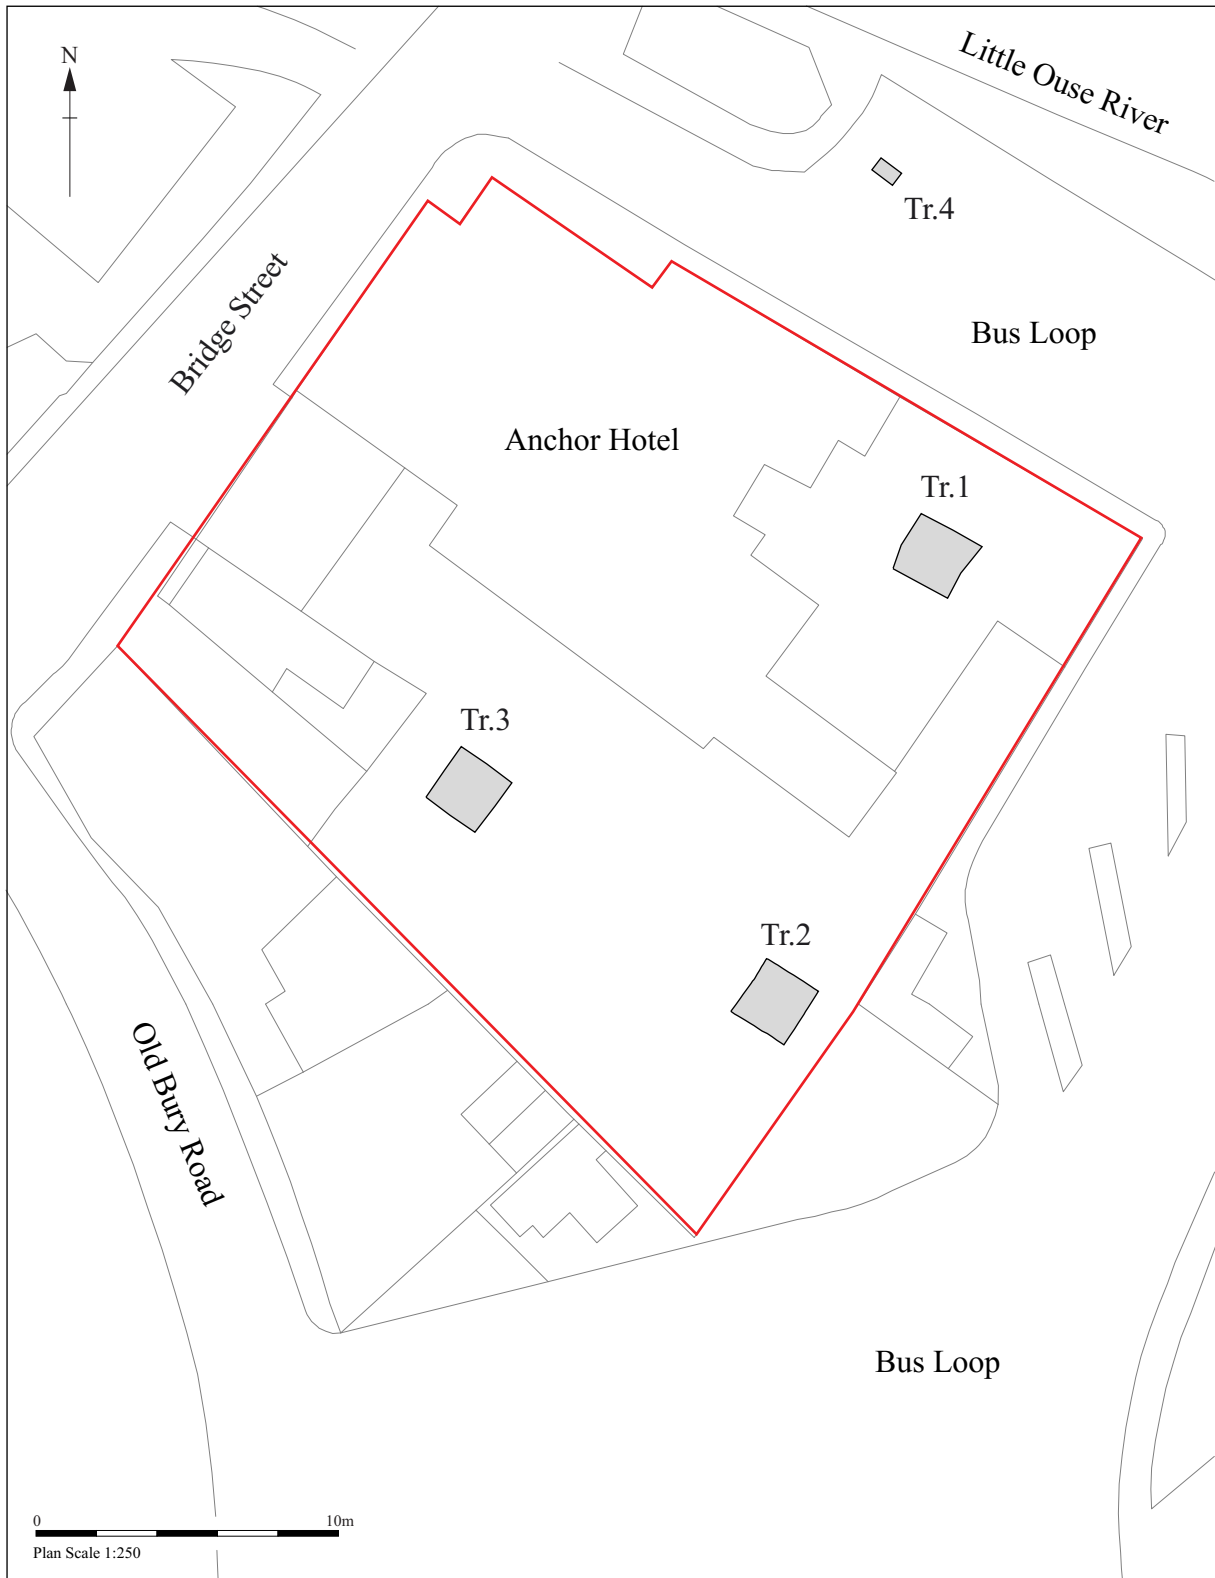 N
Little Ouse River
Tr.4
Bridge Street
Bus Loop
Anchor Hotel
Tr.1
Tr.3
Tr.2
Old Bury Road
Bus Loop
0 10m
Plan Scale 1:250